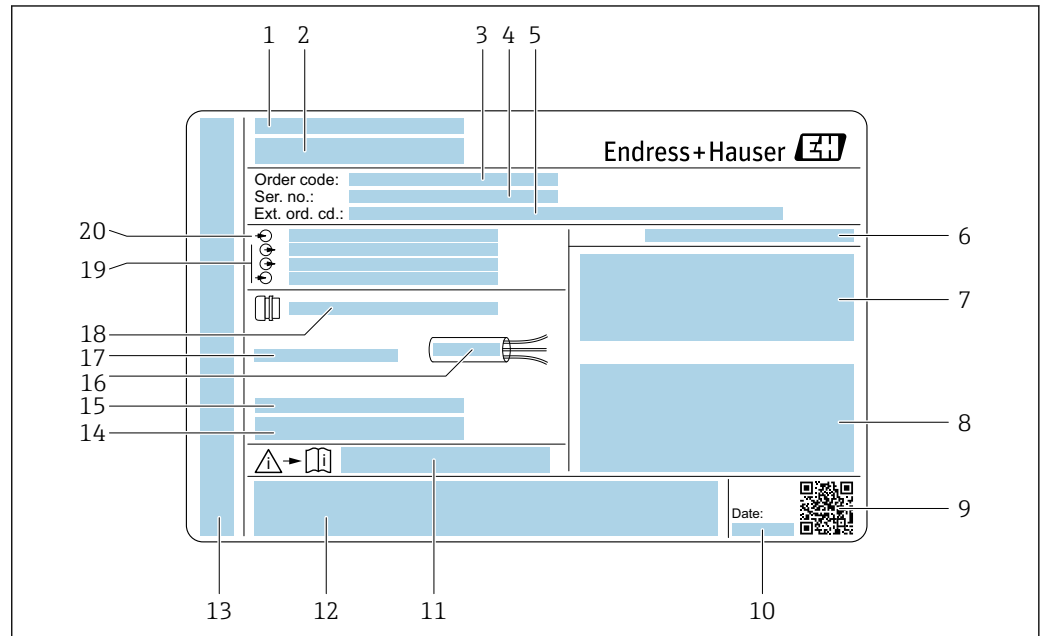 1 2 3 4 5
Endress+Hauser EH
Order code:
Ser. no.:
Ext. ord. cd.:
20
6
19
7
18
17
16
15
14
8
i i
Date:
9
13 12 11 10